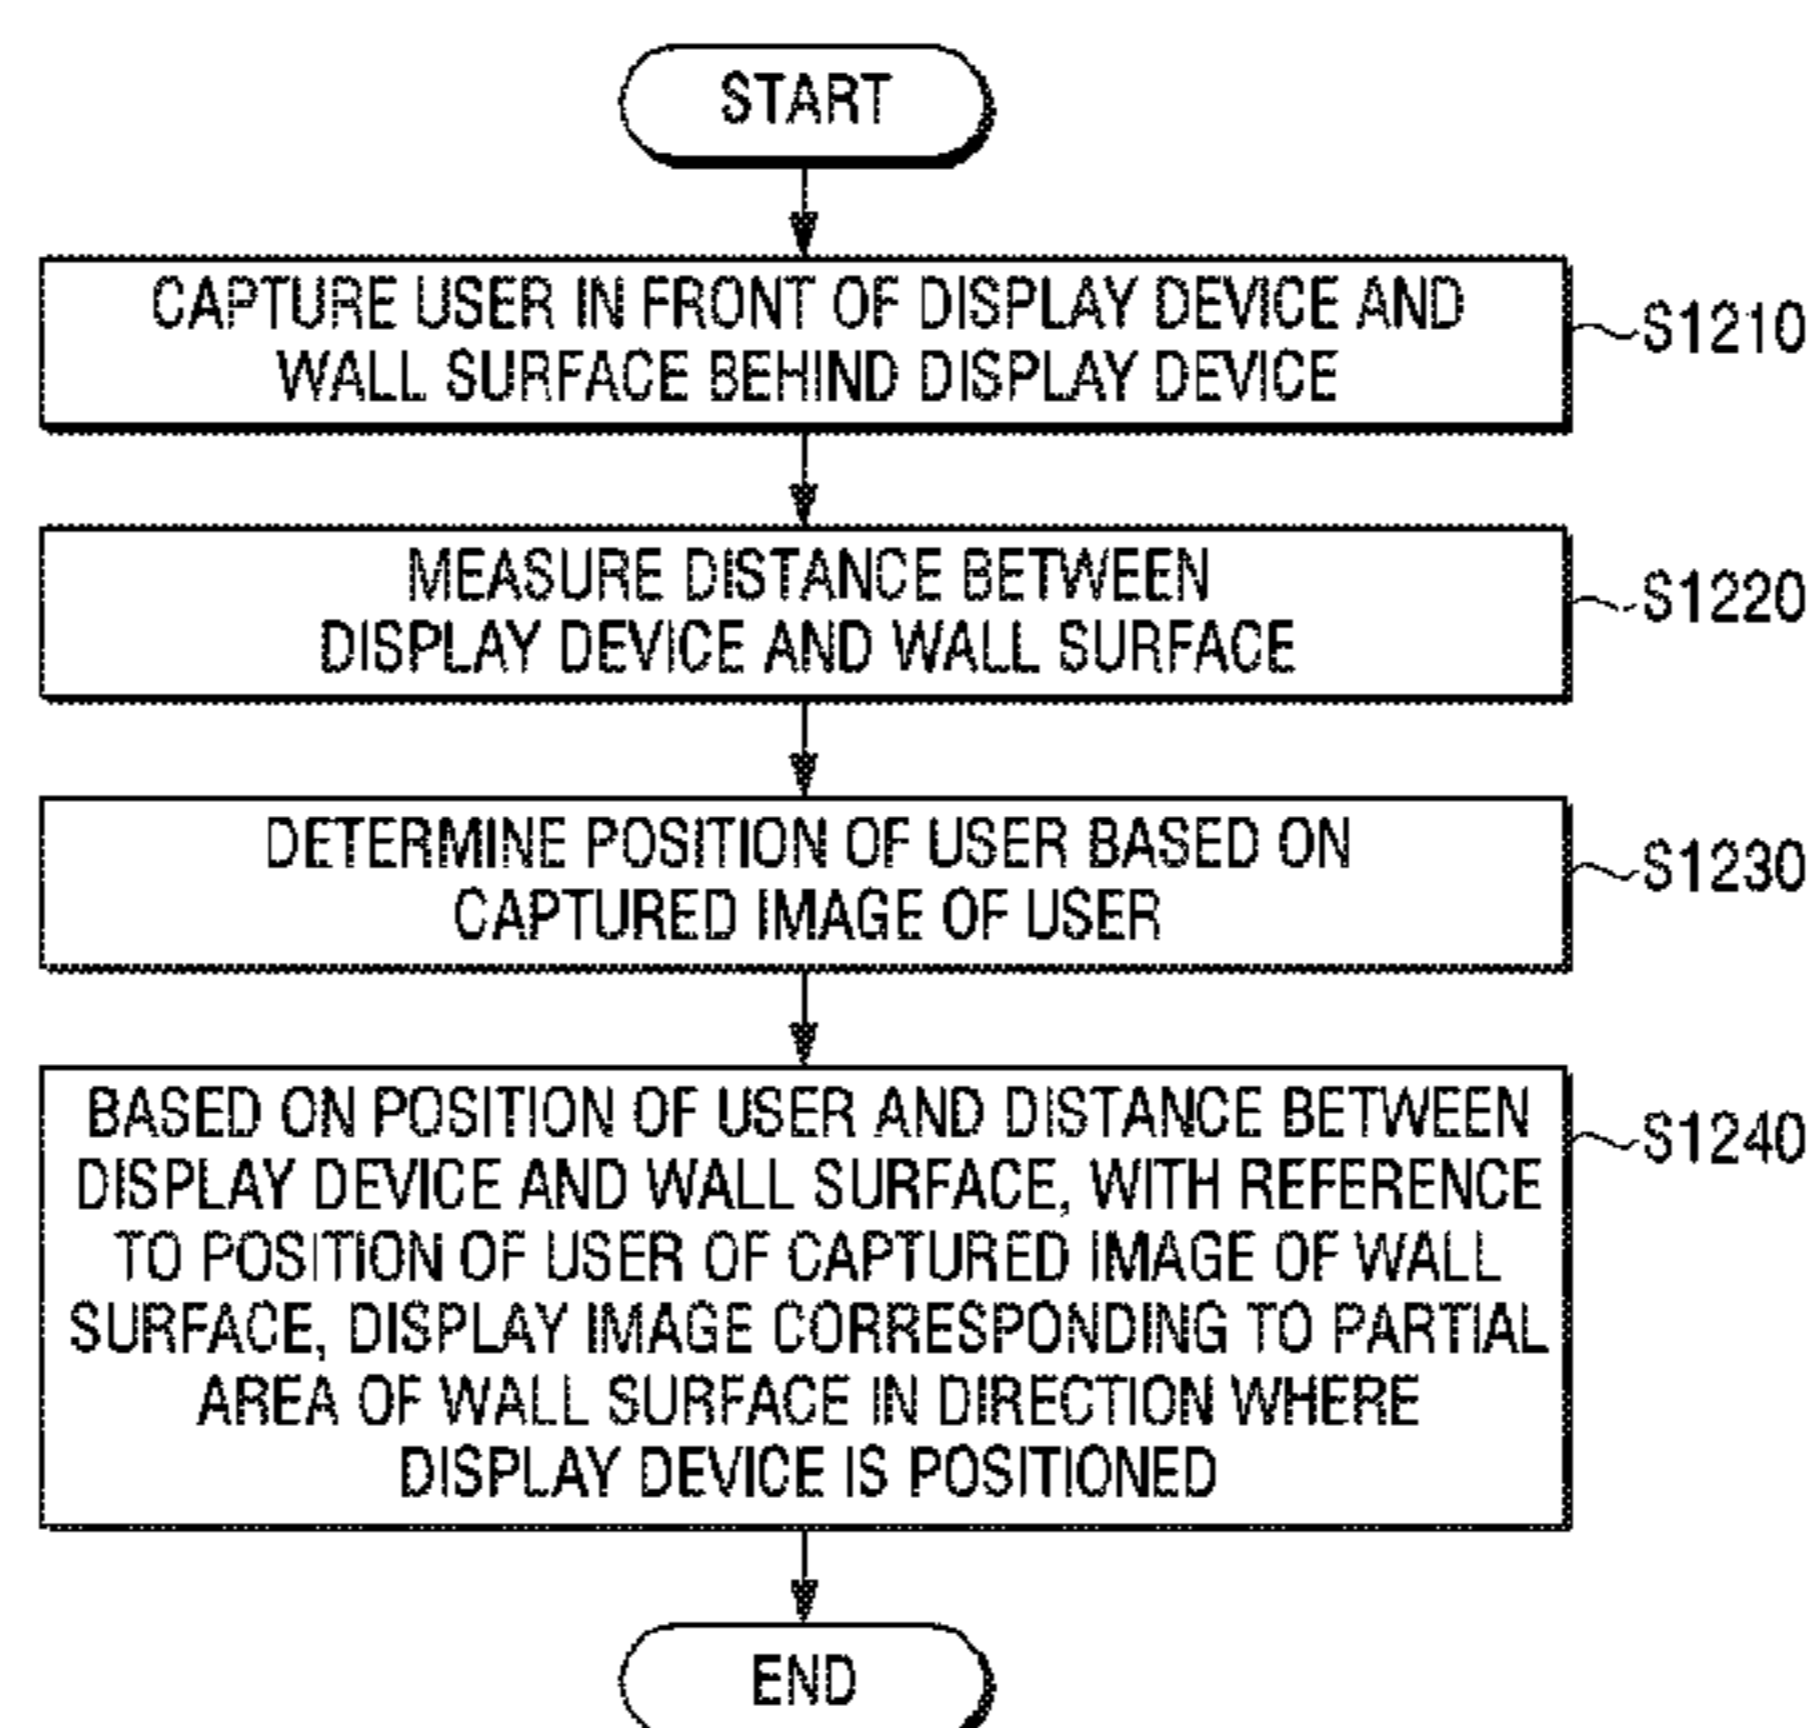 START
CAPTURE USER IN FRONT OF DISPLAY DEVICE AND
WALL SURFACE BEHIND DISPLAY DEVICE
S1210
MEASURE DISTANCE BETWEEN
DISPLAY DEVICE AND WALL SURFACE
S1220
DETERMINE POSITION OF USER BASED ON
CAPTURED IMAGE OF USER
S1230
BASED ON POSITION OF USER AND DISTANCE BETWEEN
DISPLAY DEVICE AND WALL SURFACE, WITH REFERENCE
TO POSITION OF USER OF CAPTURED IMAGE OF WALL
SURFACE, DISPLAY IMAGE CORRESPONDING TO PARTIAL
AREA OF WALL SURFACE IN DIRECTION WHERE
DISPLAY DEVICE IS POSITIONED
S1240
END